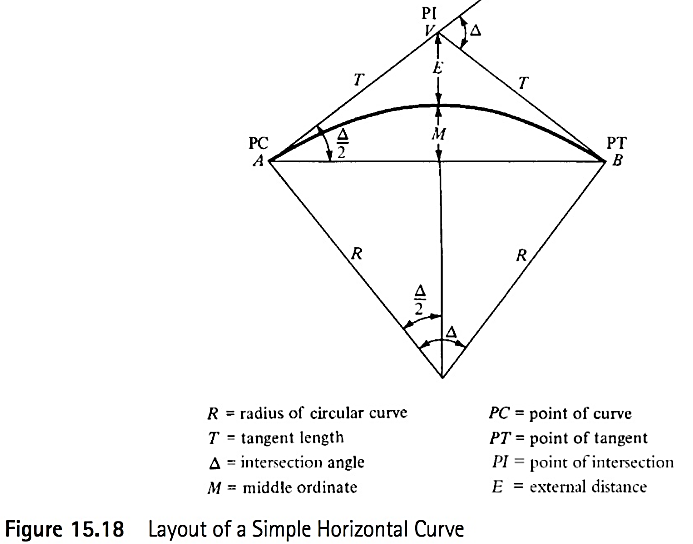 PI
V
Δ
E
T
T
PC
A
Δ
2
M
PT
B
R
R
Δ
2
Δ
R = radius of circular curve
T = tangent length
Δ = intersection angle
M = middle ordinate
PC = point of curve
PT = point of tangent
PI = point of intersection
E = external distance
Figure 15.18 Layout of a Simple Horizontal Curve